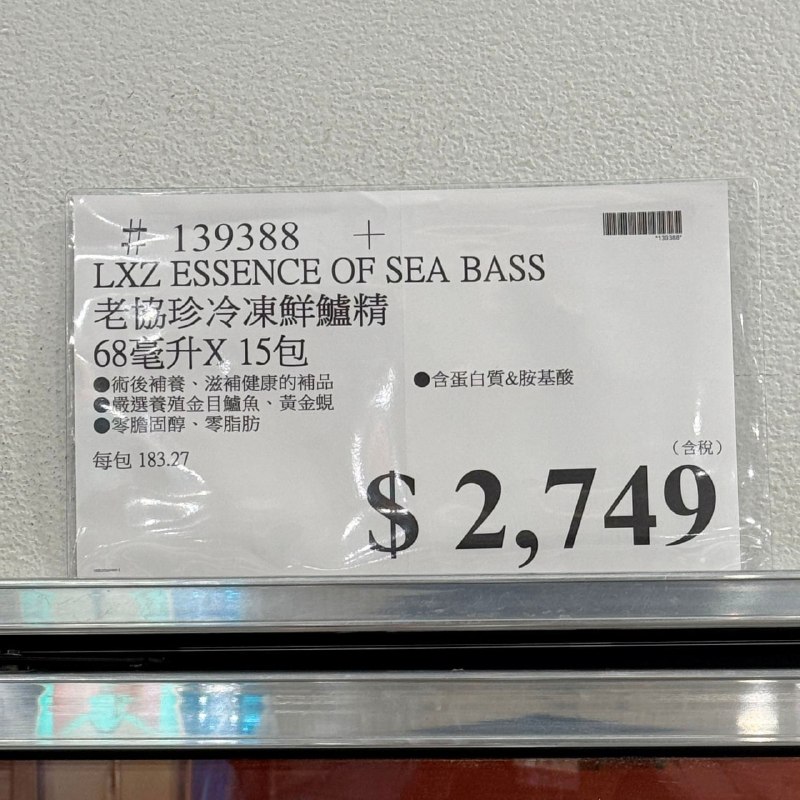 # 139388 +
*139388*
LXZ ESSENCE OF SEA BASS
老協珍冷凍鮮鱸精
68毫升X 15包
●術後補養、滋補健康的補品
●嚴選養殖金目鱸魚、黃金蜆
●零膽固醇、零脂肪
●含蛋白質&胺基酸
每包 183.27
（含稅）
$ 2,749